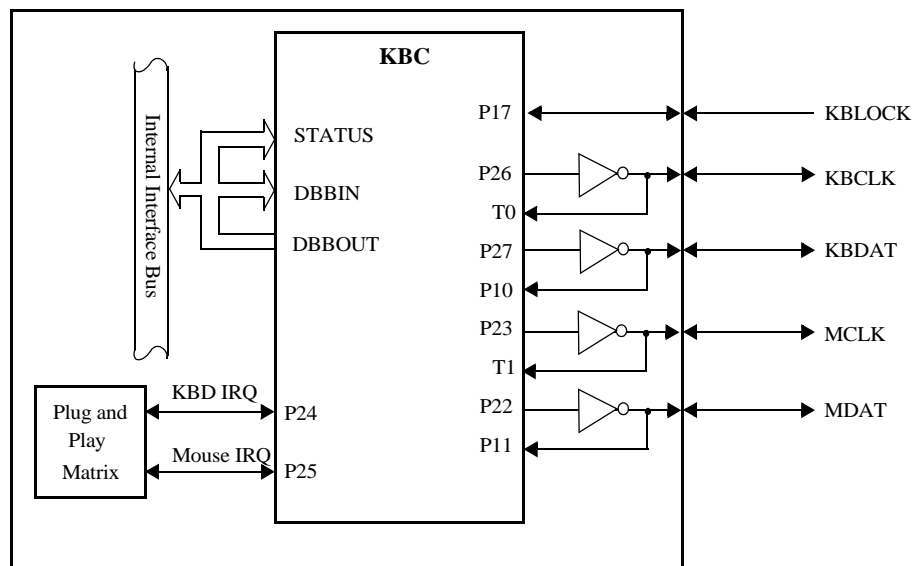 KBC
Internal Interface Bus
STATUS
DBBIN
DBBOUT
P17
KBLOCK
P26
KBCLK
T0
P27
KBDAT
P10
P23
MCLK
T1
P22
MDAT
P11
Plug and
Play
Matrix
KBD IRQ
P24
Mouse IRQ
P25